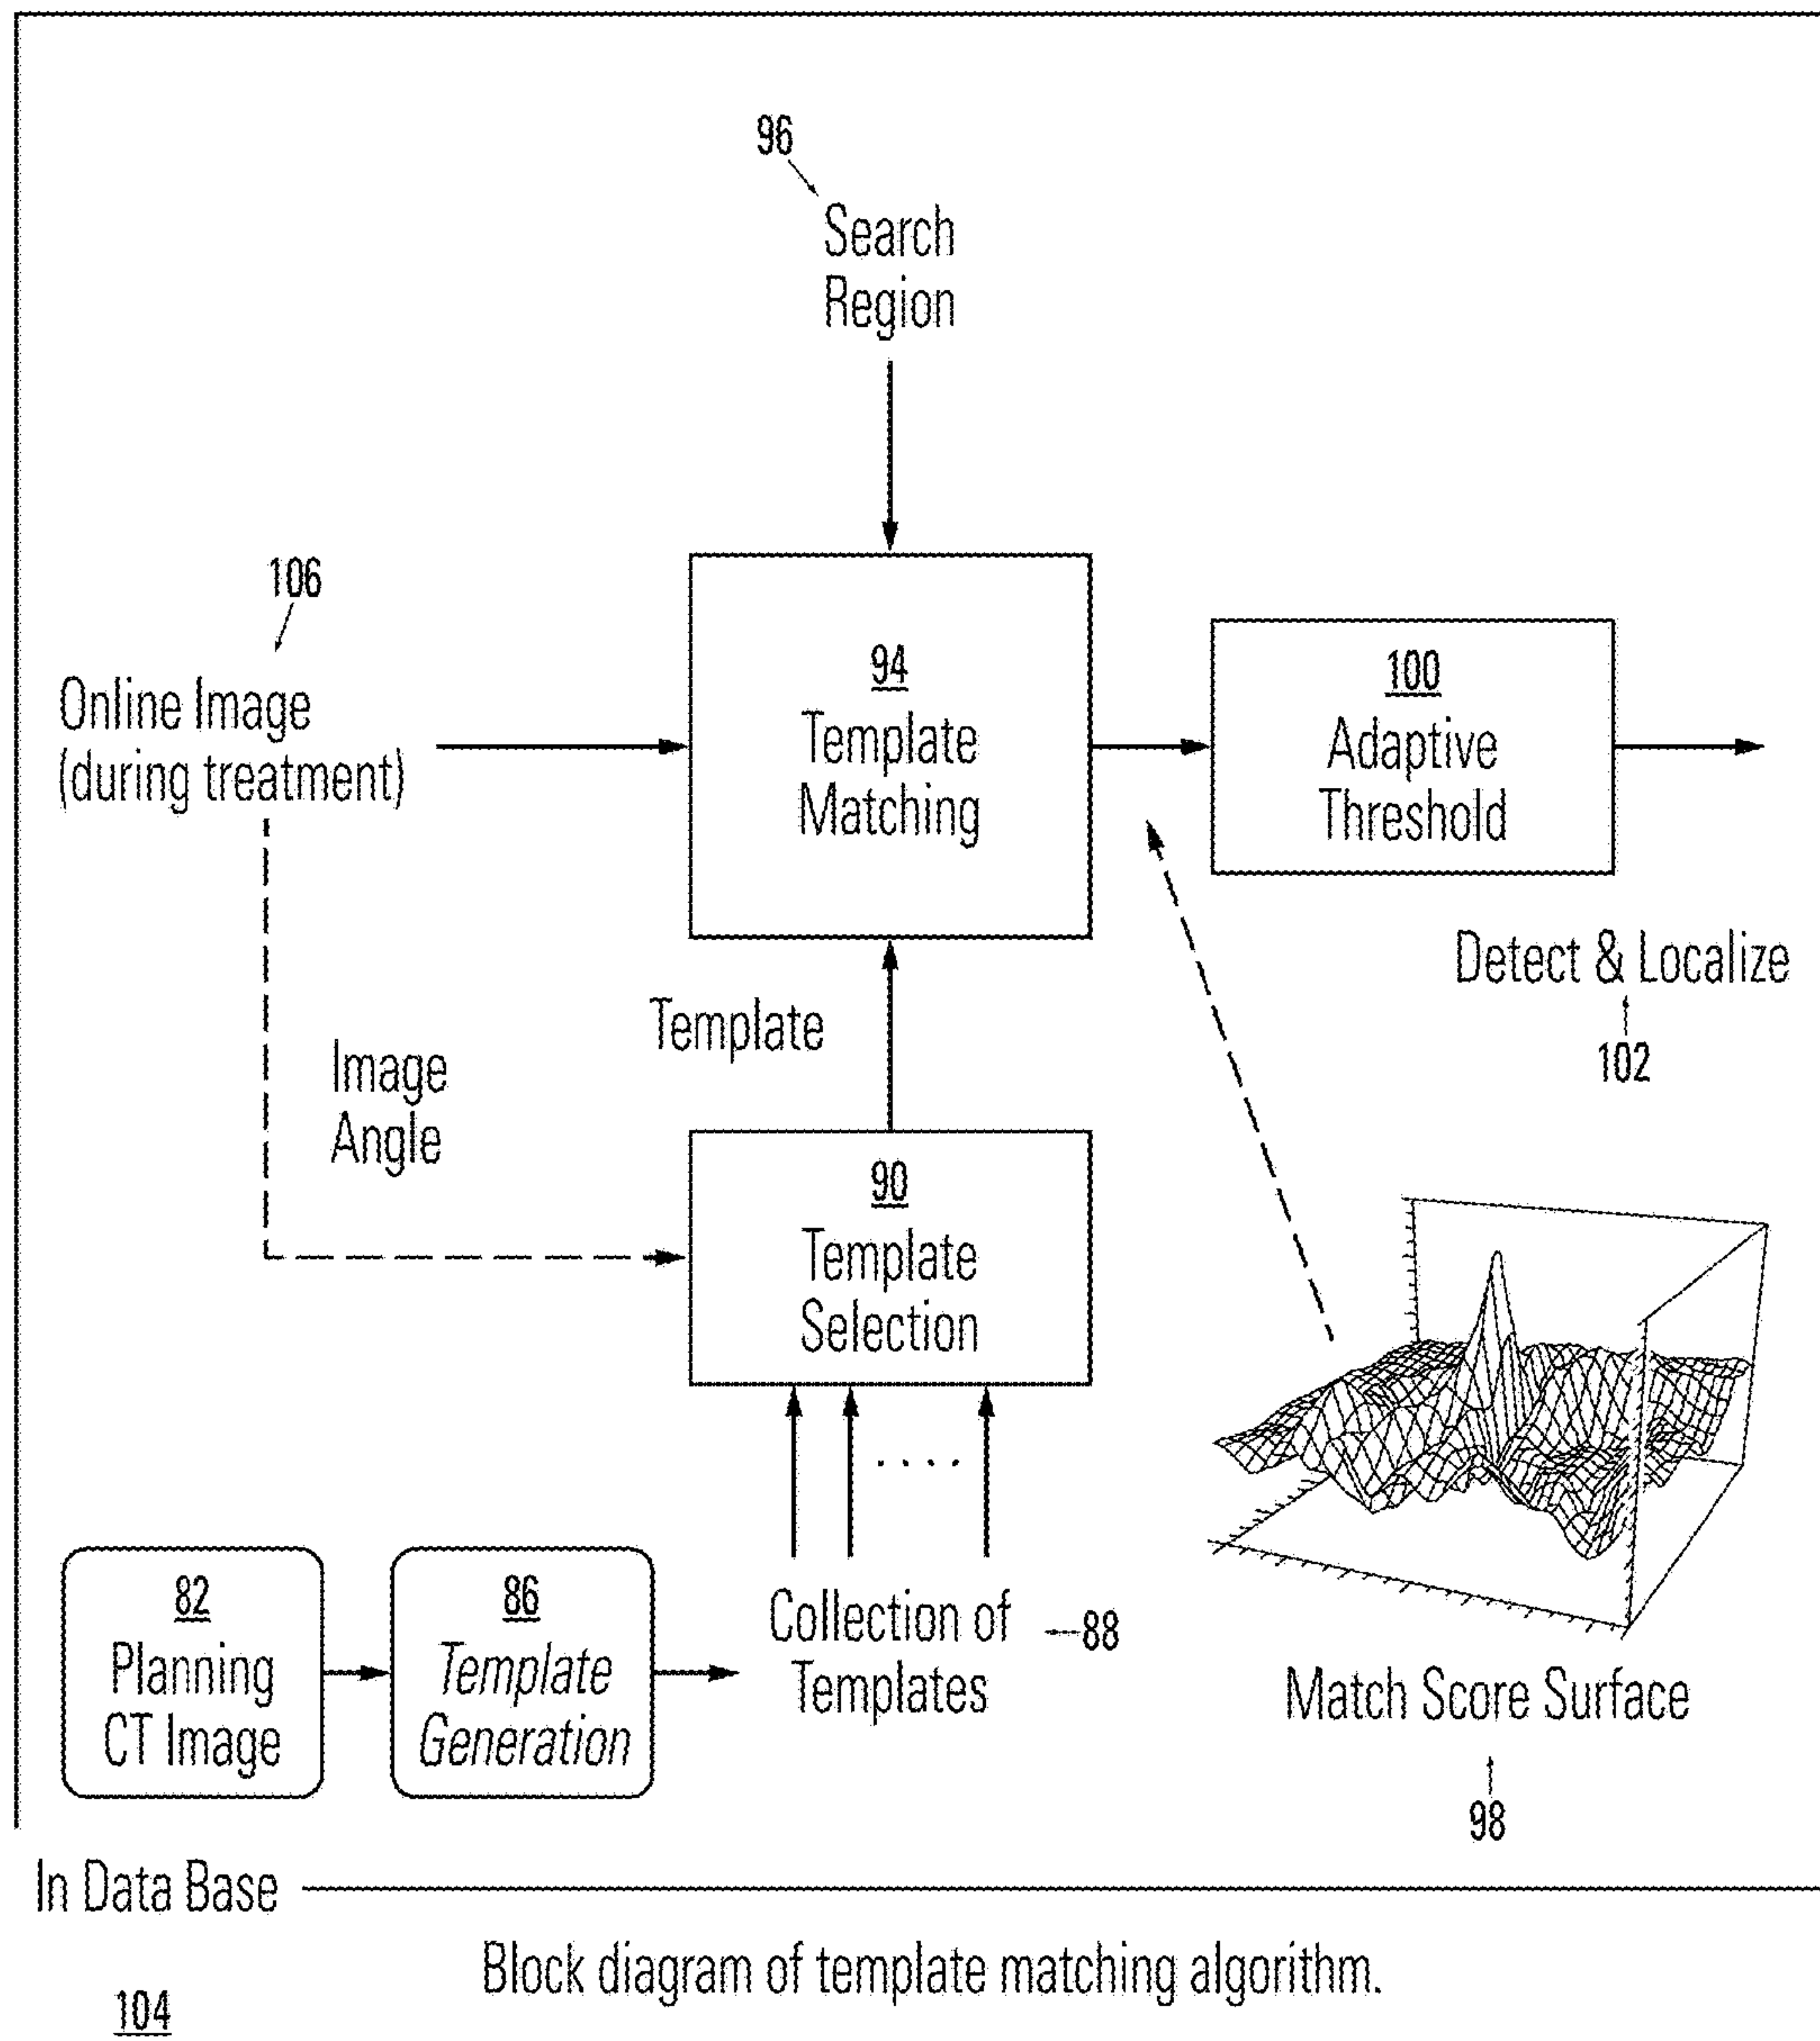 96
Search
Region
106
Online Image
(during treatment)
94
Template
Matching
100
Adaptive
Threshold
Detect & Localize
102
Template
Image
Angle
90
Template
Selection
....
82
Planning
CT Image
86
Template
Generation
Collection of
Templates
88
Match Score Surface
98
In Data Base
Block diagram of template matching algorithm.
104